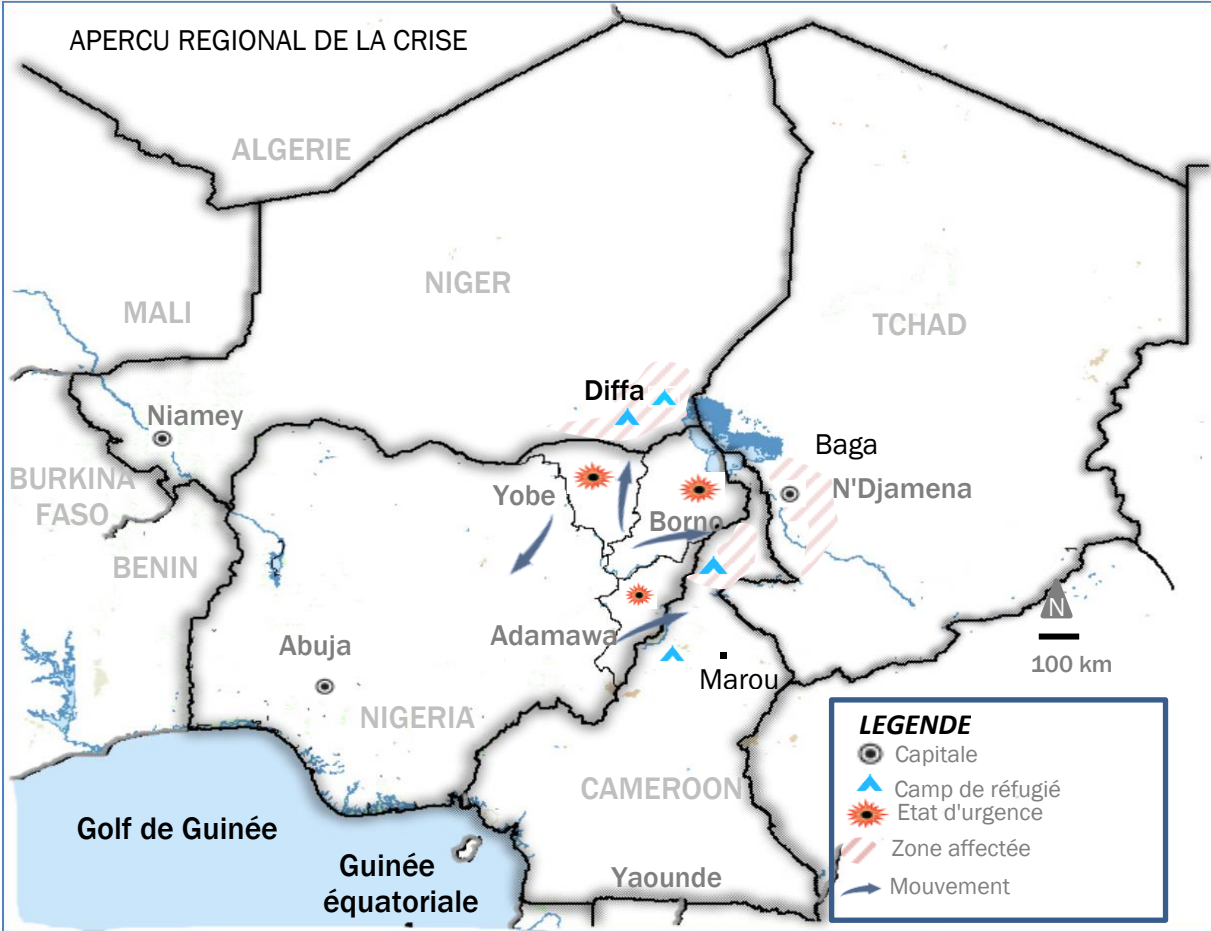 APERCU REGIONAL DE LA CRISE
ALGERIE
NIGER
MALI
TCHAD
Diffa
Niamey
Baga
BURKINA
FASO
Yobe
N'Djamena
Borno
BENIN
Adamawa
Abuja
N
100 km
Marou
NIGERIA
LEGENDE
Capitale
Camp de réfugié
Etat d'urgence
Zone affectée
Mouvement
CAMEROON
Golf de Guinée
Guinée
équatoriale
Yaounde